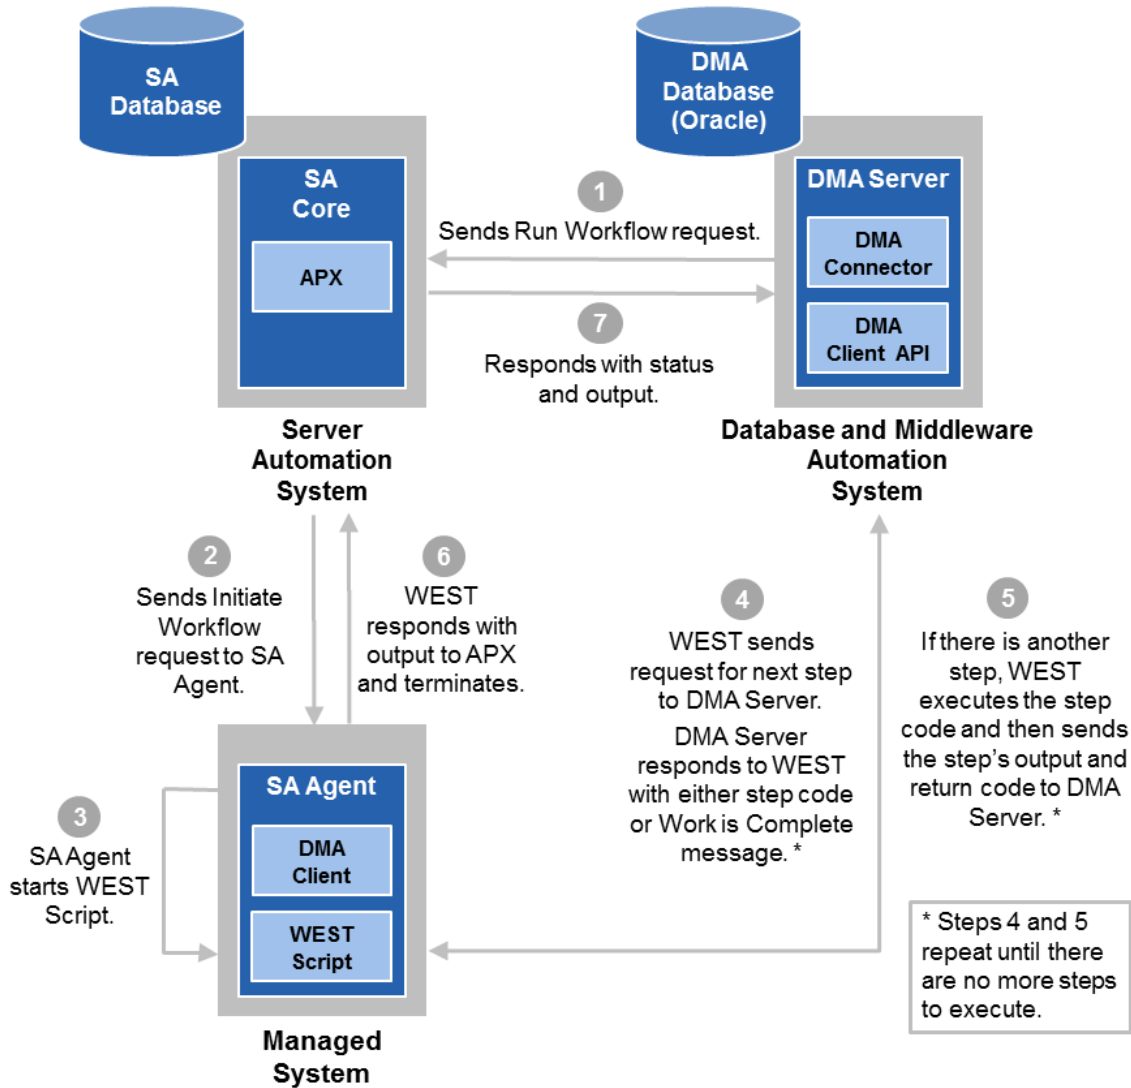 SA
Database
DMA
Database
(Oracle)
SA
Core
APX
1
Sends Run Workflow request.
7
Responds with status
and output.
DMA Server
DMA
Connector
DMA
Client API
Server
Automation
System
Database and Middleware
Automation
System
2
Sends Initiate
Workflow
request to SA
Agent.
6
WEST
responds with
output to APX
and terminates.
4
WEST sends
request for next step
to DMA Server.
DMA Server
responds to WEST
with either step code
or Work is Complete
message. *
5
If there is another
step, WEST
executes the step
code and then sends
the step’s output and
return code to DMA
Server. *
3
SA Agent
starts WEST
Script.
SA Agent
DMA
Client
WEST
Script
* Steps 4 and 5
repeat until there
are no more steps
to execute.
Managed
System